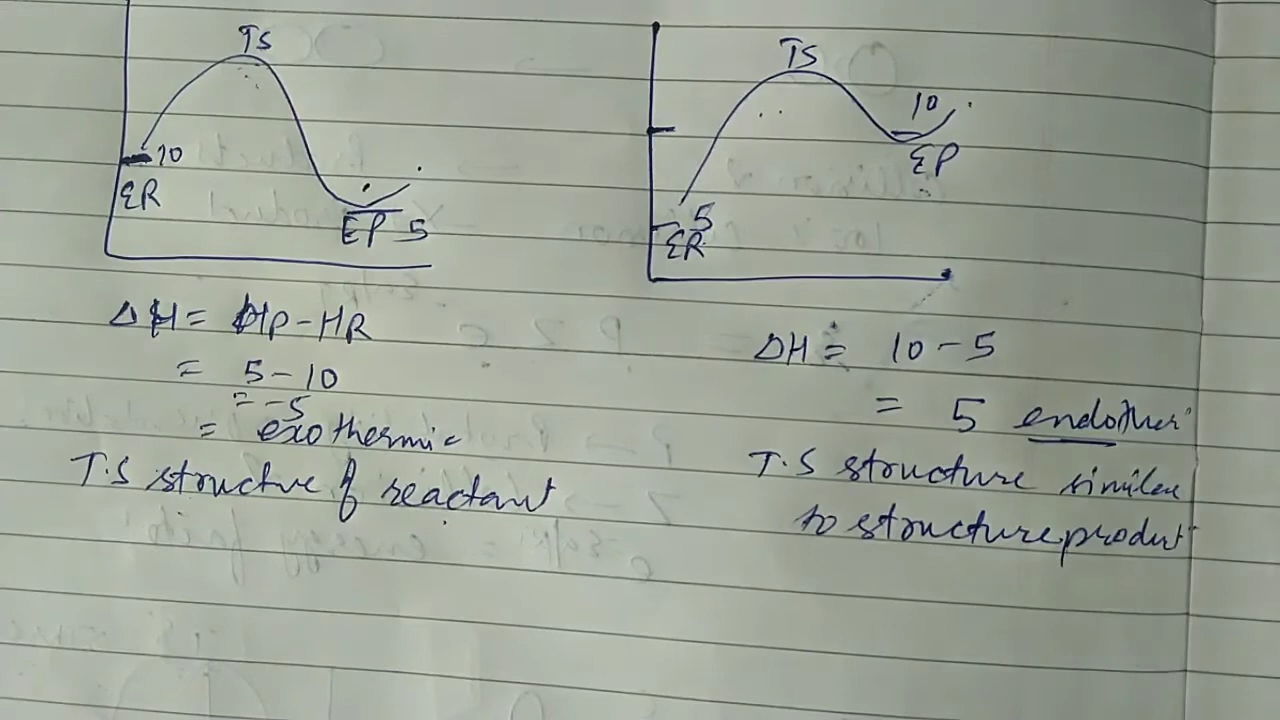 TS
10
ER
EP 5
ΔH = HP - HR
= 5 - 10
= -5
= exothermic
T.S structure of reactant
TS
10
EP
5
ER
ΔH = 10 - 5
= 5 endother
T.S structure similar
to structure product